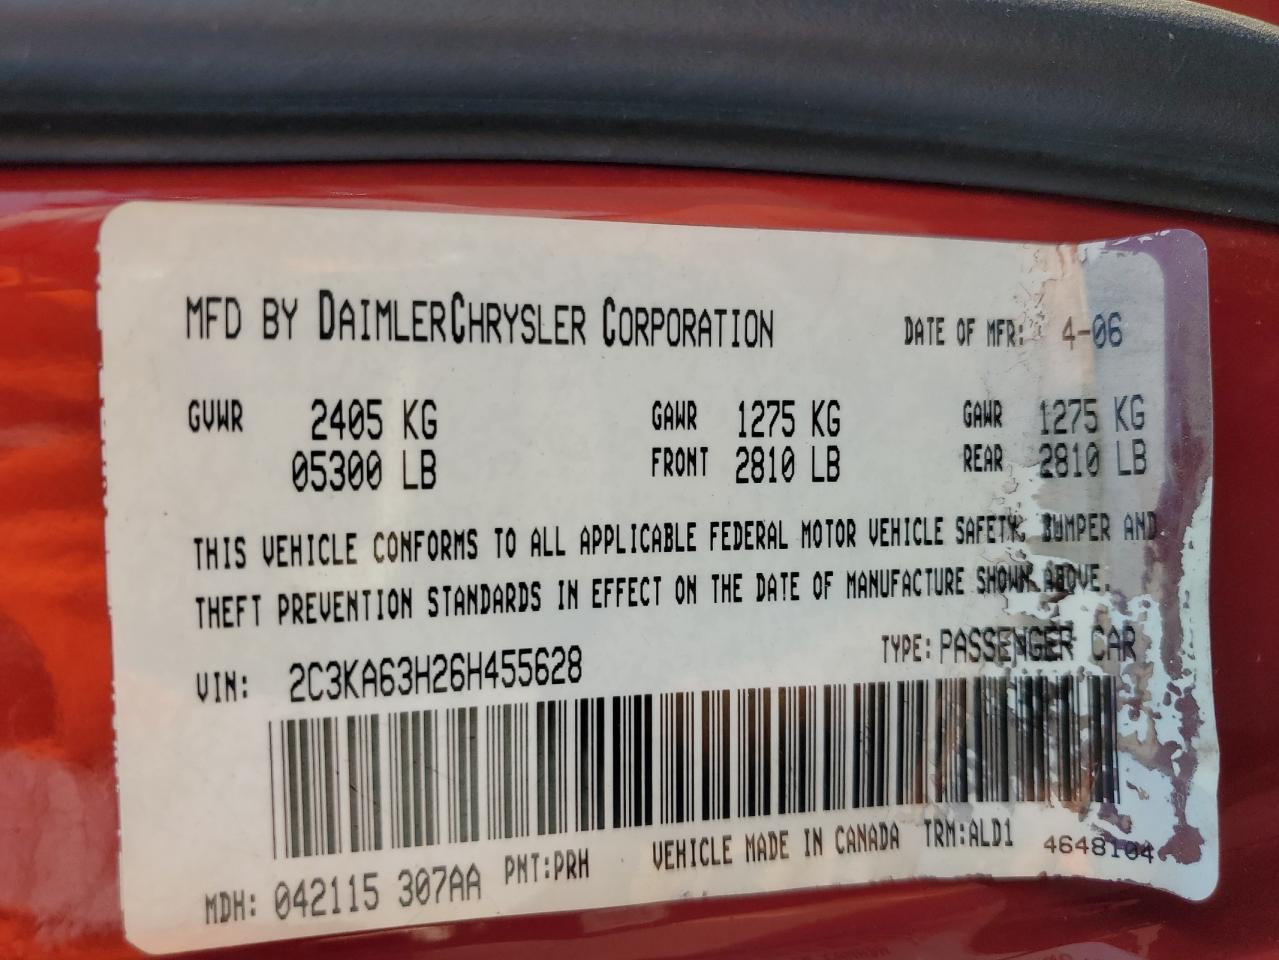 MFD BY DAIMLERCHRYSLER CORPORATION DATE OF MFR: 4-06
GVWR 2405 KG GAWR 1275 KG GAWR 1275 KG
05300 LB FRONT 2810 LB REAR 2810 LB
THIS VEHICLE CONFORMS TO ALL APPLICABLE FEDERAL MOTOR VEHICLE SAFETY, BUMPER AND
THEFT PREVENTION STANDARDS IN EFFECT ON THE DATE OF MANUFACTURE SHOWN ABOVE.
VIN: 2C3KA63H26H455628 TYPE: PASSENGER CAR
MDH: 042115 307AA PNT:PRH VEHICLE MADE IN CANADA TRM:ALD1 4648104